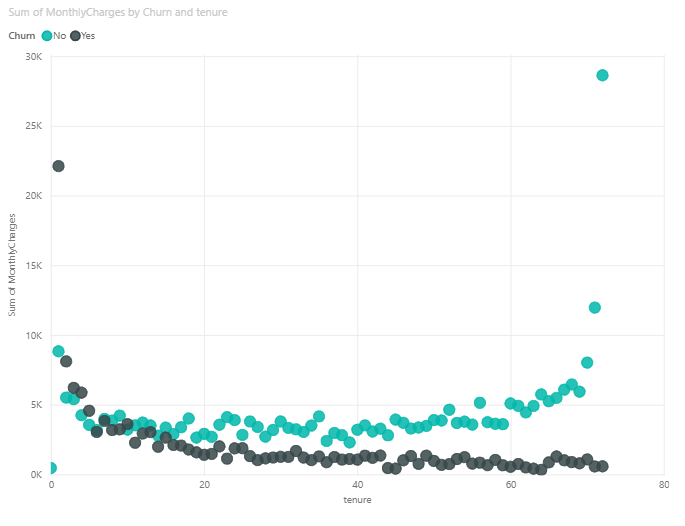 Sum of MonthlyCharges by Churn and tenure
Churn No Yes
30K
25K
20K
15K
10K
5K
0K
Sum of MonthlyCharges
0 20 40 60 80
tenure